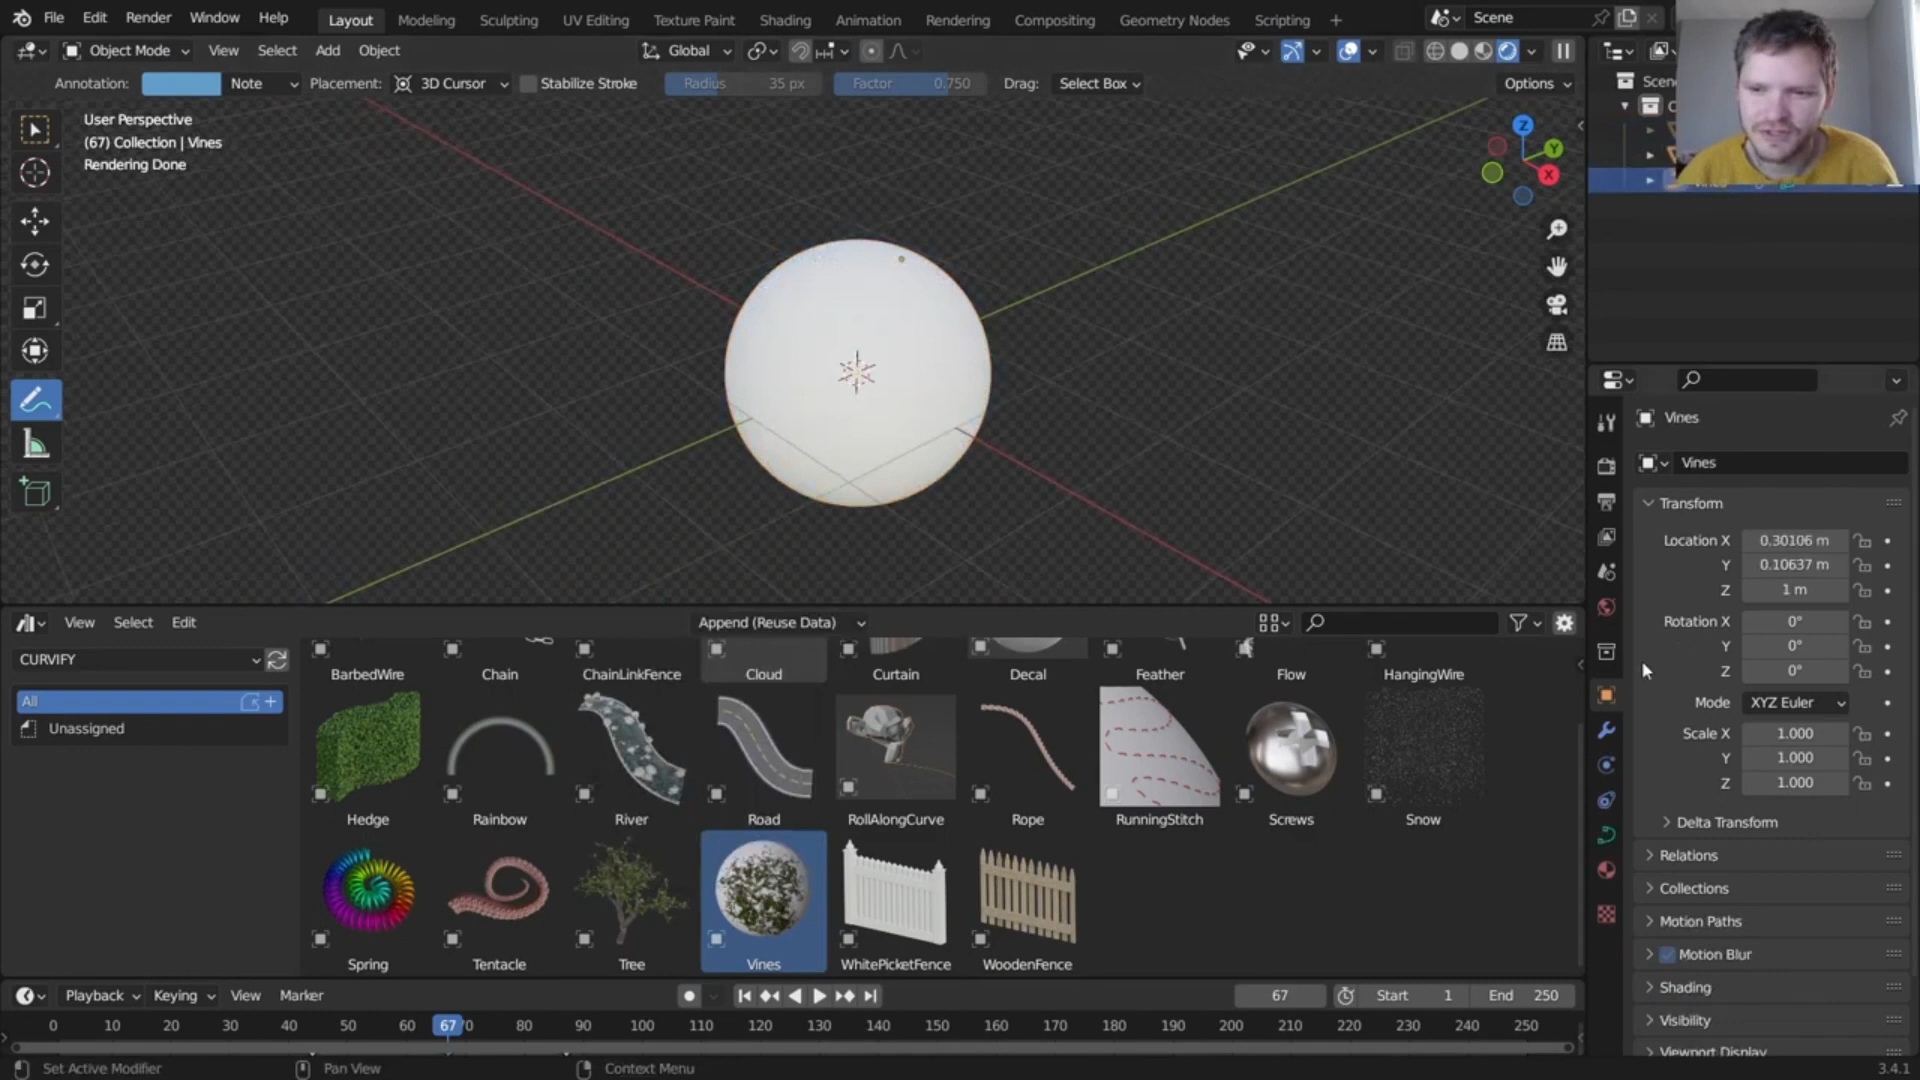 File Edit Render Window Help Layout Modeling Sculpting UV Editing Texture Paint Shading Animation Rendering Compositing Geometry Nodes Scripting + Scene
Object Mode View Select Add Object Global
Annotation: Note Placement: 3D Cursor Stabilize Stroke Radius 35 px Factor 0.750 Drag: Select Box Options
User Perspective
(67) Collection | Vines
Rendering Done
Z
Y
X
Vines
Vines
Transform
Location X 0.30106 m
Y 0.10637 m
Z 1 m
Rotation X 0°
Y 0°
Z 0°
Mode XYZ Euler
Scale X 1.000
Y 1.000
Z 1.000
Delta Transform
Relations
Collections
Motion Paths
Motion Blur
Shading
Visibility
Viewport Display
View Select Edit Append (Reuse Data)
CURVIFY
All
Unassigned
BarbedWire Chain ChainLinkFence Cloud Curtain Decal Feather Flow HangingWire
Hedge Rainbow River Road RollAlongCurve Rope RunningStitch Screws Snow
Spring Tentacle Tree Vines WhitePicketFence WoodenFence
Playback Keying View Marker 67 Start 1 End 250
0 10 20 30 40 50 60 67 70 80 90 100 110 120 130 140 150 160 170 180 190 200 210 220 230 240 250
Set Active Modifier Pan View Context Menu 3.4.1